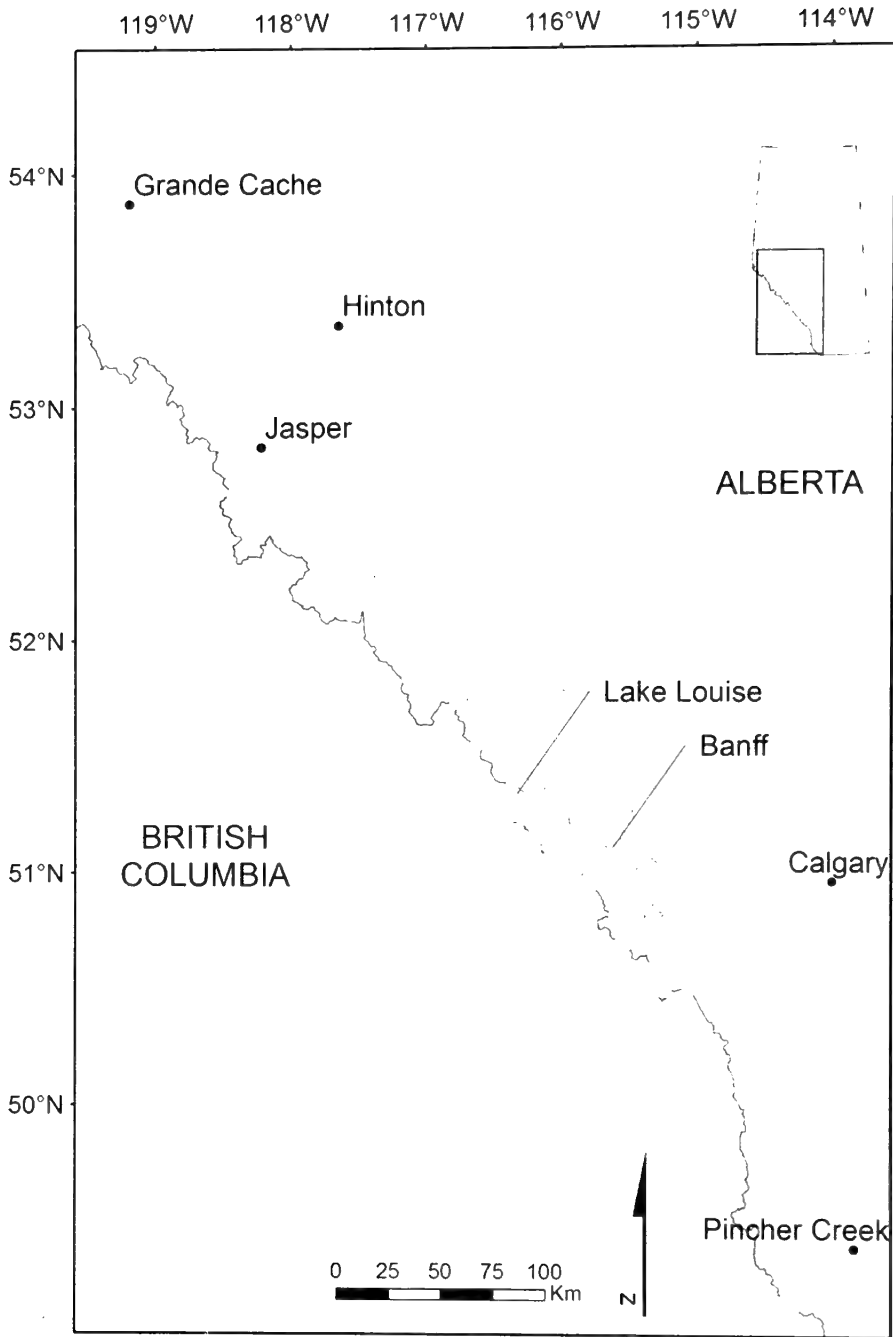 119°W 118°W 117°W 116°W 115°W 114°W
54°N
Grande Cache
Hinton
53°N
Jasper
ALBERTA
52°N
Lake Louise
Banff
BRITISH
COLUMBIA
51°N
Calgary
50°N
Pincher Creek
0 25 50 75 100
Km
N